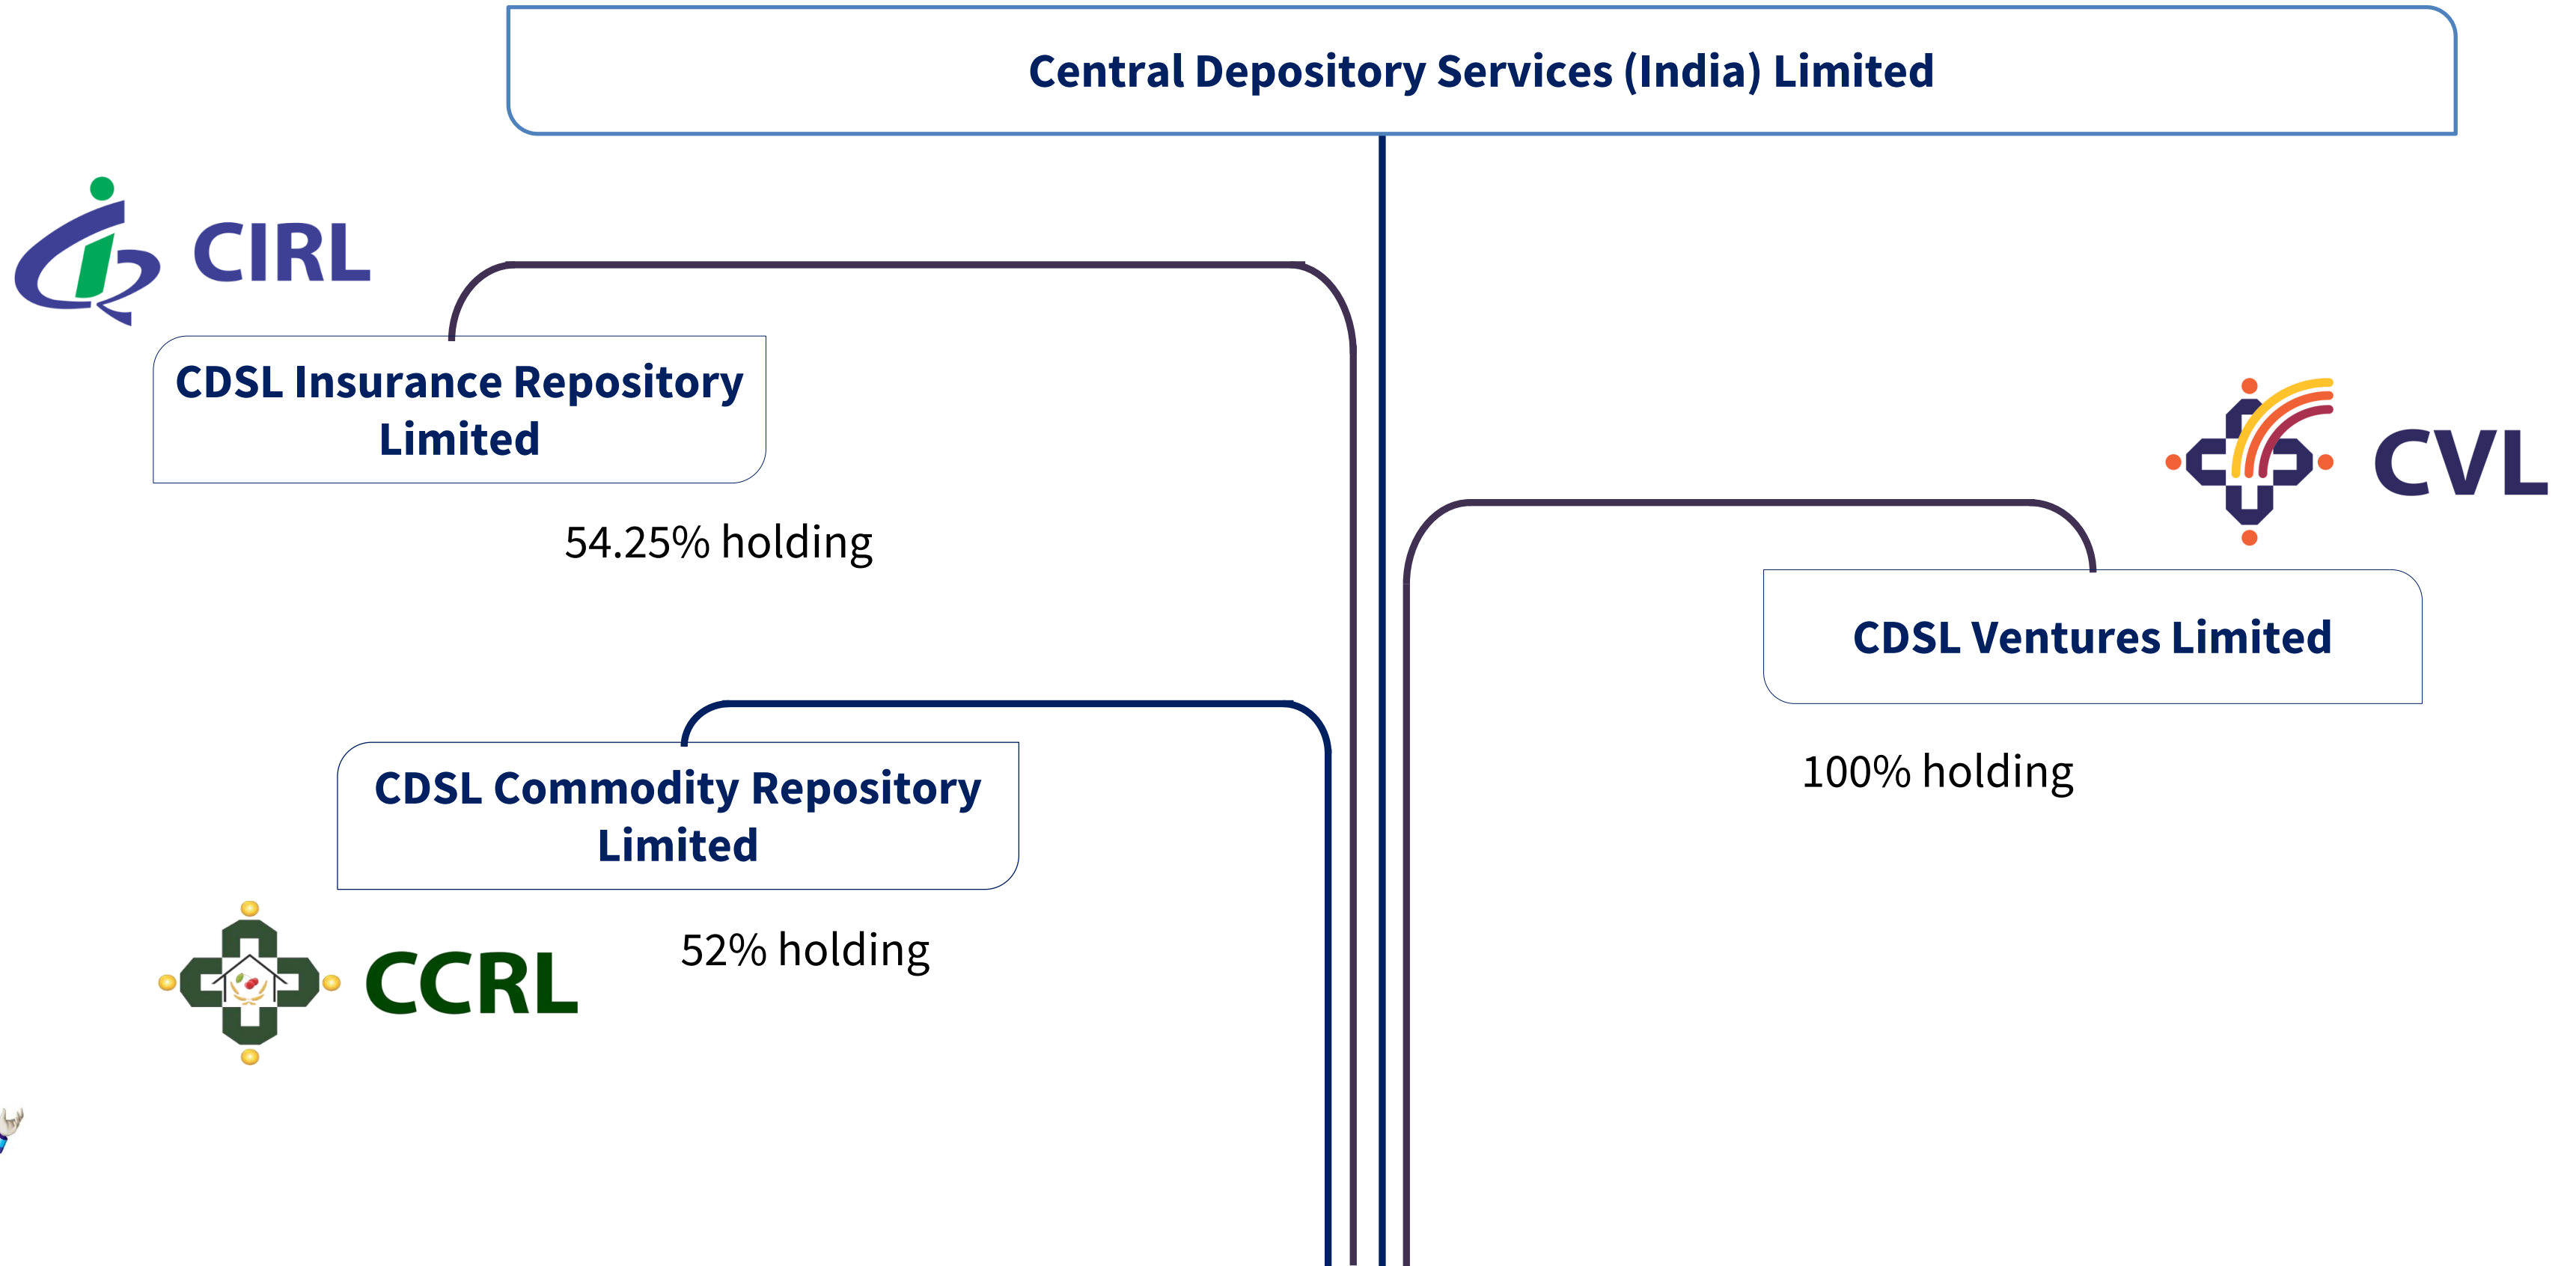 Central Depository Services (India) Limited
CIRL
CDSL Insurance Repository
Limited
54.25% holding
CVL
CDSL Ventures Limited
100% holding
CDSL Commodity Repository
Limited
52% holding
CCRL